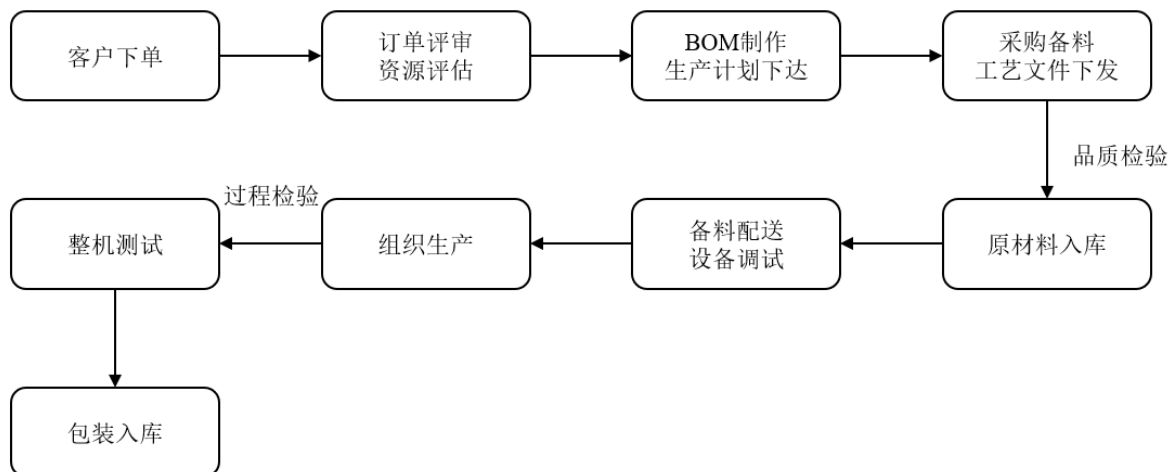 客户下单
订单评审
资源评估
BOM制作
生产计划下达
采购备料
工艺文件下发
品质检验
原材料入库
备料配送
设备调试
组织生产
过程检验
整机测试
包装入库